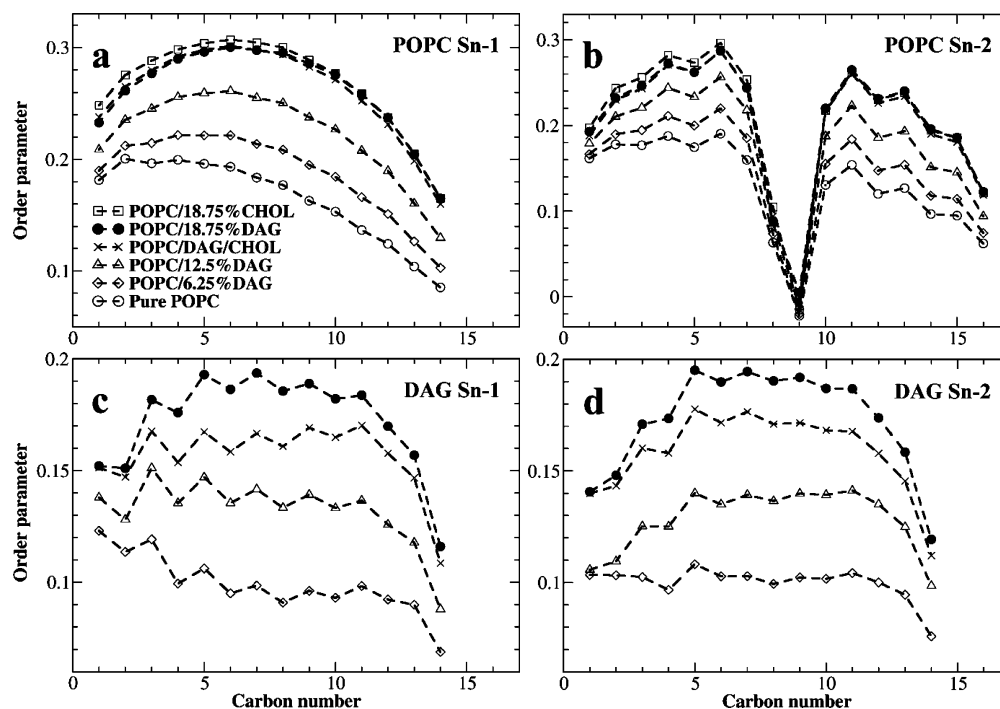 a
POPC Sn-1
Order parameter
0.3
0.2
0.1
POPC/18.75%CHOL
POPC/18.75%DAG
POPC/DAG/CHOL
POPC/12.5%DAG
POPC/6.25%DAG
Pure POPC
0 5 10 15
b
POPC Sn-2
0.3
0.2
0.1
0
0 5 10 15
c
DAG Sn-1
Order parameter
0.2
0.15
0.1
0 5 10 15
Carbon number
d
DAG Sn-2
0.2
0.15
0.1
0 5 10 15
Carbon number